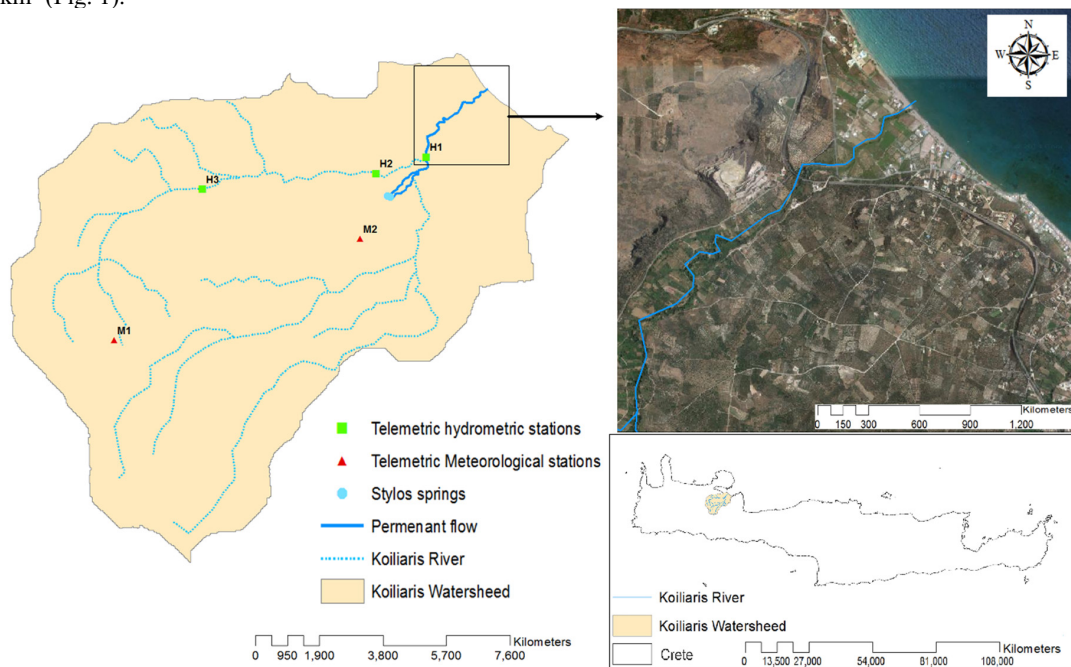 km² (Fig. 1).
N
W E
S
H1
H2
H3
M2
M1
Telemetric hydrometric stations
Telemetric Meteorological stations
Stylos springs
Permenant flow
Koiliaris River
Koiliaris Watersheed
Kilometers
0 950 1,900 3,800 5,700 7,600
Kilometers
0 150 300 600 900 1,200
Koiliaris River
Koiliaris Watersheed
Crete
Kilometers
0 13,500 27,000 54,000 81,000 108,000